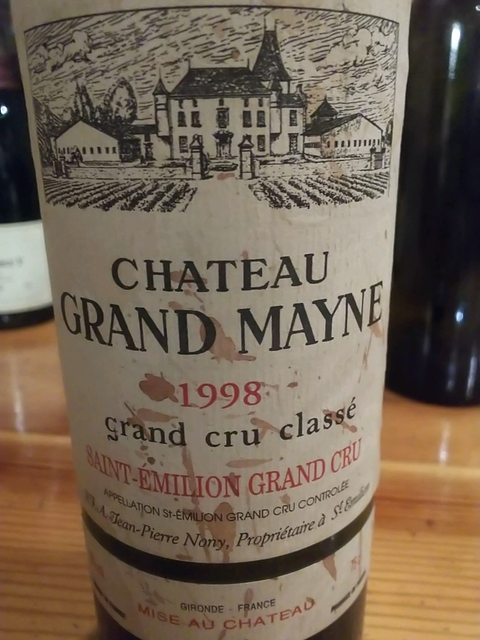 CHATEAU
GRAND MAYNE
1998
grand cru classé
SAINT-ÉMILION GRAND CRU
APPELLATION St-ÉMILION GRAND CRU CONTROLÉE
A. Jean-Pierre Nony, Propriétaire à St Emilion
GIRONDE - FRANCE
MISE AU CHATEAU